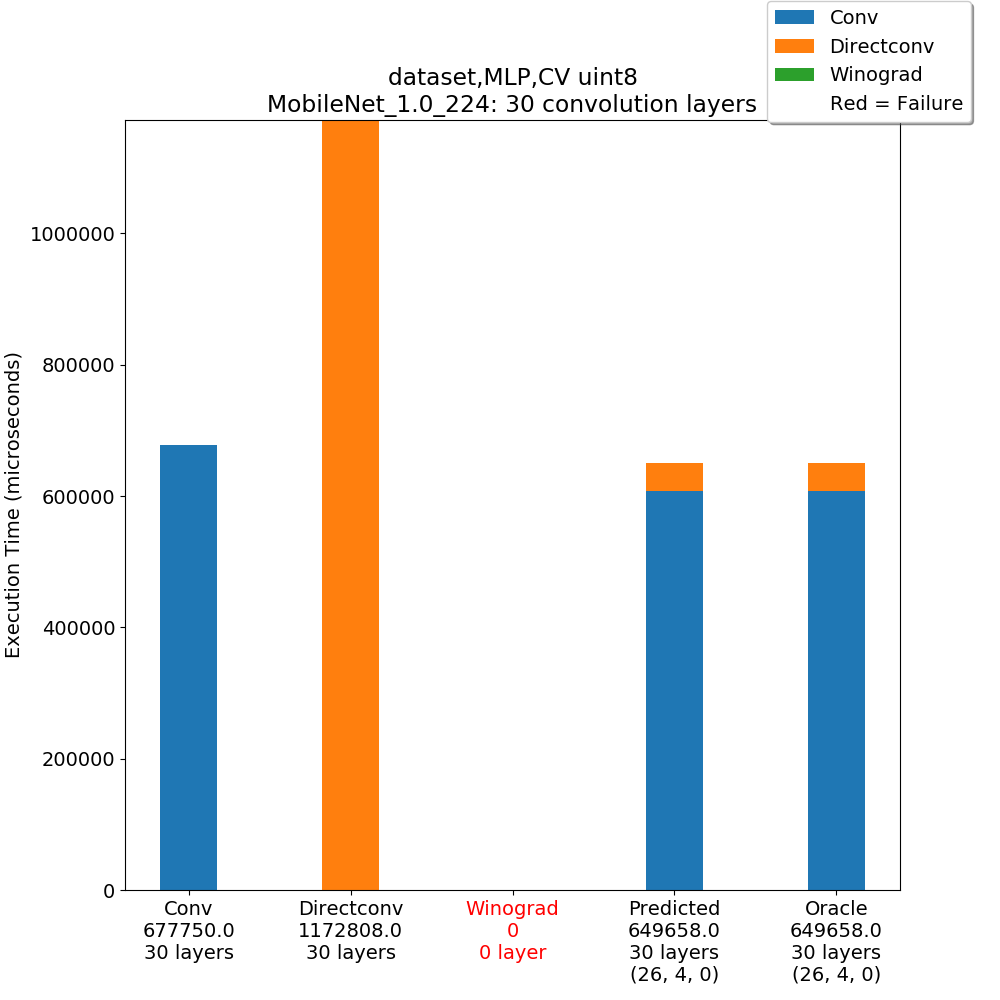 Conv
Directconv
Winograd
Red = Failure
dataset,MLP,CV uint8
MobileNet_1.0_224: 30 convolution layers
Execution Time (microseconds)
1000000
800000
600000
400000
200000
0
Conv
677750.0
30 layers
Directconv
1172808.0
30 layers
Winograd
0
0 layer
Predicted
649658.0
30 layers
(26, 4, 0)
Oracle
649658.0
30 layers
(26, 4, 0)